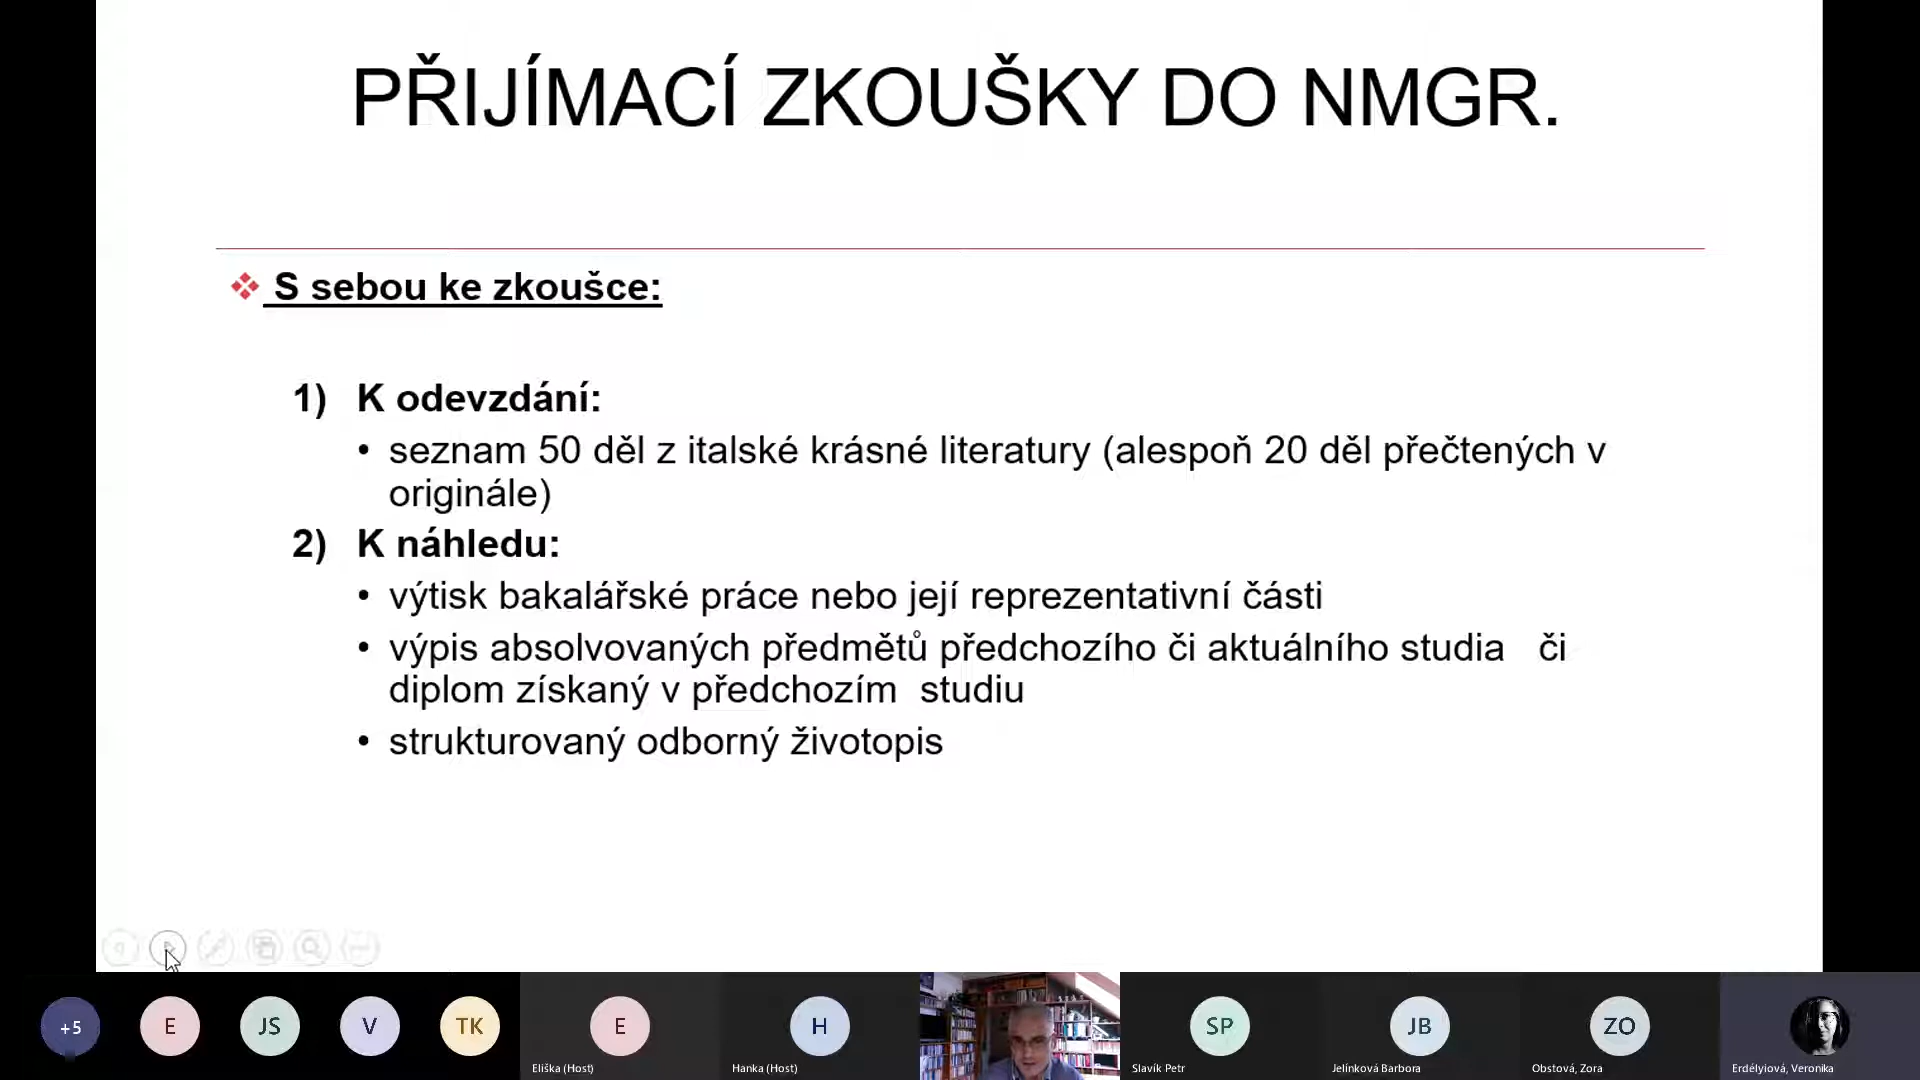 PŘIJÍMACÍ ZKOUŠKY DO NMGR.
S sebou ke zkoušce:
1) K odevzdání:
• seznam 50 děl z italské krásné literatury (alespoň 20 děl přečtených v
originále)
2) K náhledu:
• výtisk bakalářské práce nebo její reprezentativní části
• výpis absolvovaných předmětů předchozího či aktuálního studia či
diplom získaný v předchozím studiu
• strukturovaný odborný životopis
+5
E
JS
V
TK
E
H
SP
JB
ZO
Eliška (Host)
Hanka (Host)
Slavík Petr
Jelínková Barbora
Obstová, Zora
Erdélyiová, Veronika